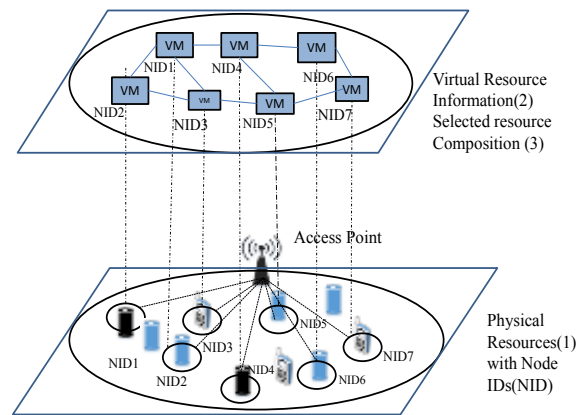 VM
VM
VM
NID1
NID4
NID6
VM
VM
VM
VM
NID2
NID3
NID5
NID7
Virtual Resource
Information(2)
Selected resource
Composition (3)
Access Point
NID1
NID2
NID3
NID4
NID5
NID6
NID7
Physical
Resources(1)
with Node
IDs(NID)